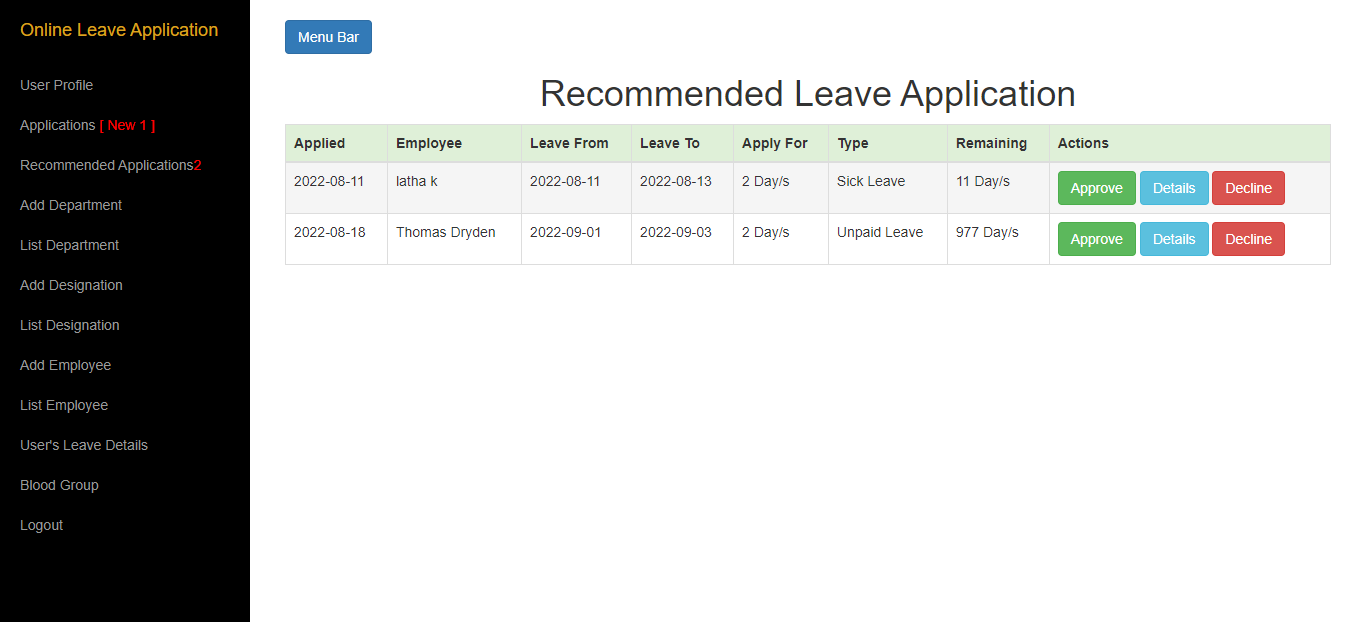 Online Leave Application
User Profile
Applications [ New 1 ]
Recommended Applications2
Add Department
List Department
Add Designation
List Designation
Add Employee
List Employee
User's Leave Details
Blood Group
Logout
Menu Bar
Recommended Leave Application
Applied Employee Leave From Leave To Apply For Type Remaining Actions
2022-08-11 latha k 2022-08-11 2022-08-13 2 Day/s Sick Leave 11 Day/s Approve Details Decline
2022-08-18 Thomas Dryden 2022-09-01 2022-09-03 2 Day/s Unpaid Leave 977 Day/s Approve Details Decline